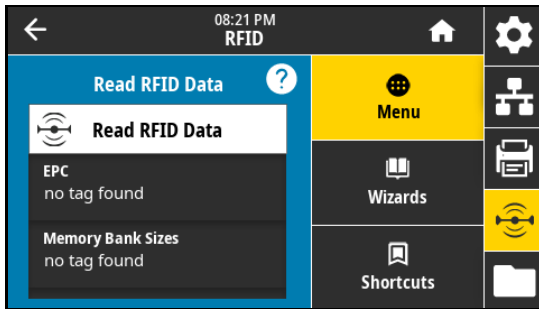 08:21 PM
RFID
Read RFID Data
?
Read RFID Data
EPC
no tag found
Memory Bank Sizes
no tag found
Menu
Wizards
Shortcuts